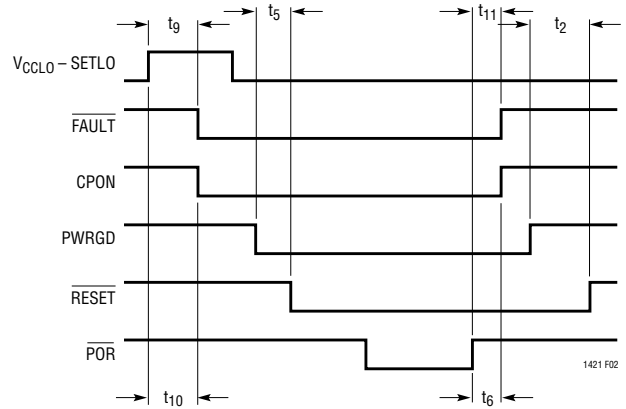 t9 t5 t11 t2
VCCLO – SETLO
FAULT
CPON
PWRGD
RESET
POR
1421 F02
t10 t6